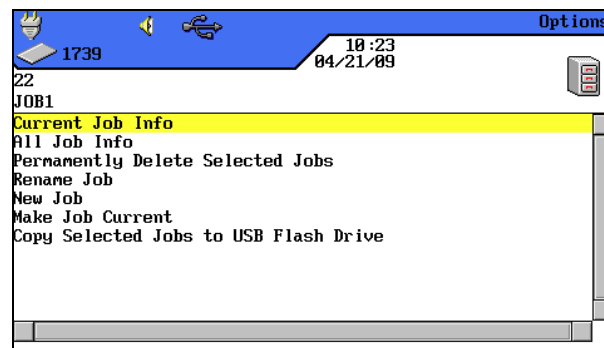 Options
1739
10:23
04/21/09
22
JOB1
Current Job Info
All Job Info
Permamently Delete Selected Jobs
Rename Job
New Job
Make Job Current
Copy Selected Jobs to USB Flash Drive